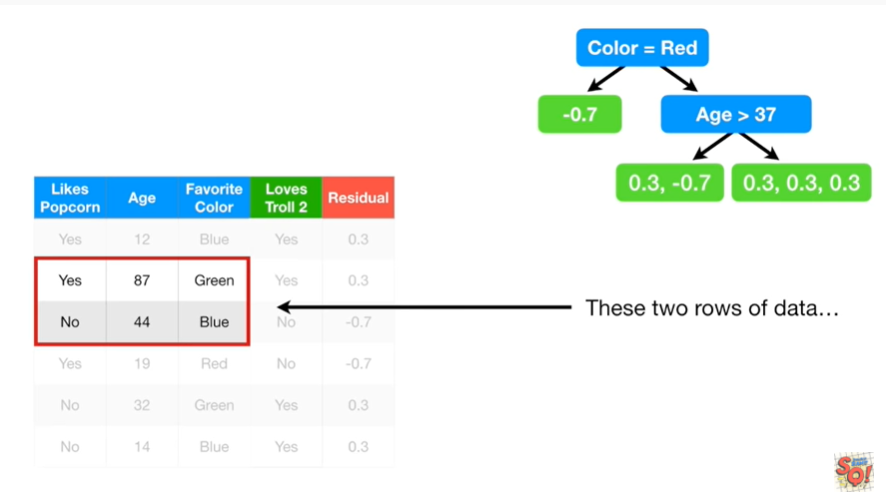 Color = Red
-0.7
Age > 37
0.3, -0.7
0.3, 0.3, 0.3
Likes Popcorn Age Favorite Color Loves Troll 2 Residual
Yes 12 Blue Yes 0.3
Yes 87 Green Yes 0.3
No 44 Blue No -0.7
Yes 19 Red No -0.7
No 32 Green Yes 0.3
No 14 Blue Yes 0.3
These two rows of data…
SQ!